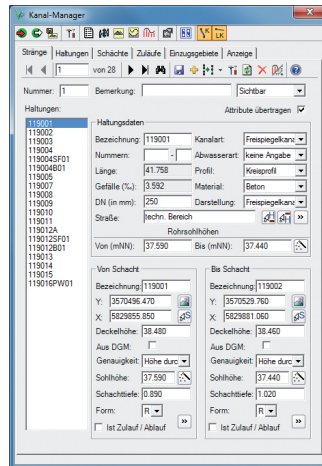 Kanal-Manager
Stränge Haltungen Schächte Zuläufe Einzugsgebiete Anzeige
1 von 28
Nummer: 1 Bemerkung: Sichtbar
Haltungen: Attribute übertragen
119001
119002
119003
119004
119004SF01
119004B01
119005
119007
119008
119009
119010
119011
119012A
119012SF01
119012B01
119013
119014
119015
119016PW01
Haltungsdaten
Bezeichnung: 119001 Kanalart: Freispiegelkana
Nummern: - Abwasserart: keine Angabe
Länge: 41.758 Profil: Kreisprofil
Gefälle (‰): 3.592 Material: Beton
DN (in mm): 250 Darstellung: Freispiegelkana
Straße: techn. Bereich
Rohrsohlhöhen
Von (mNN): 37.590 Bis (mNN): 37.440
Von Schacht
Bezeichnung: 119001
Y: 3570496.470
X: 5829855.850
Deckelhöhe: 38.480
Aus DGM:
Genauigkeit: Höhe durc
Sohlhöhe: 37.590
Schachttiefe: 0.890
Form: R
Ist Zulauf / Ablauf
Bis Schacht
Bezeichnung: 119002
Y: 3570529.760
X: 5829881.060
Deckelhöhe: 38.460
Aus DGM:
Genauigkeit: Höhe durc
Sohlhöhe: 37.440
Schachttiefe: 1.020
Form: R
Ist Zulauf / Ablauf